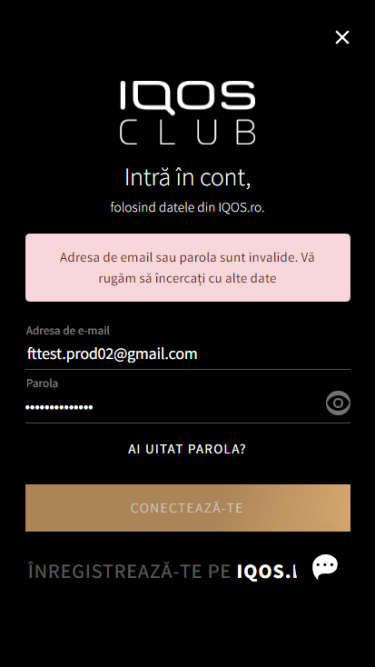 IQOS
CLUB
Intră în cont,
folosind datele din IQOS.ro.
Adresa de email sau parola sunt invalide. Vă
rugăm să încercați cu alte date
Adresa de e-mail
fttest.prod02@gmail.com
Parola
••••••••••••••
AI UITAT PAROLA?
CONECTEAZĂ-TE
ÎNREGISTREAZĂ-TE PE IQOS.